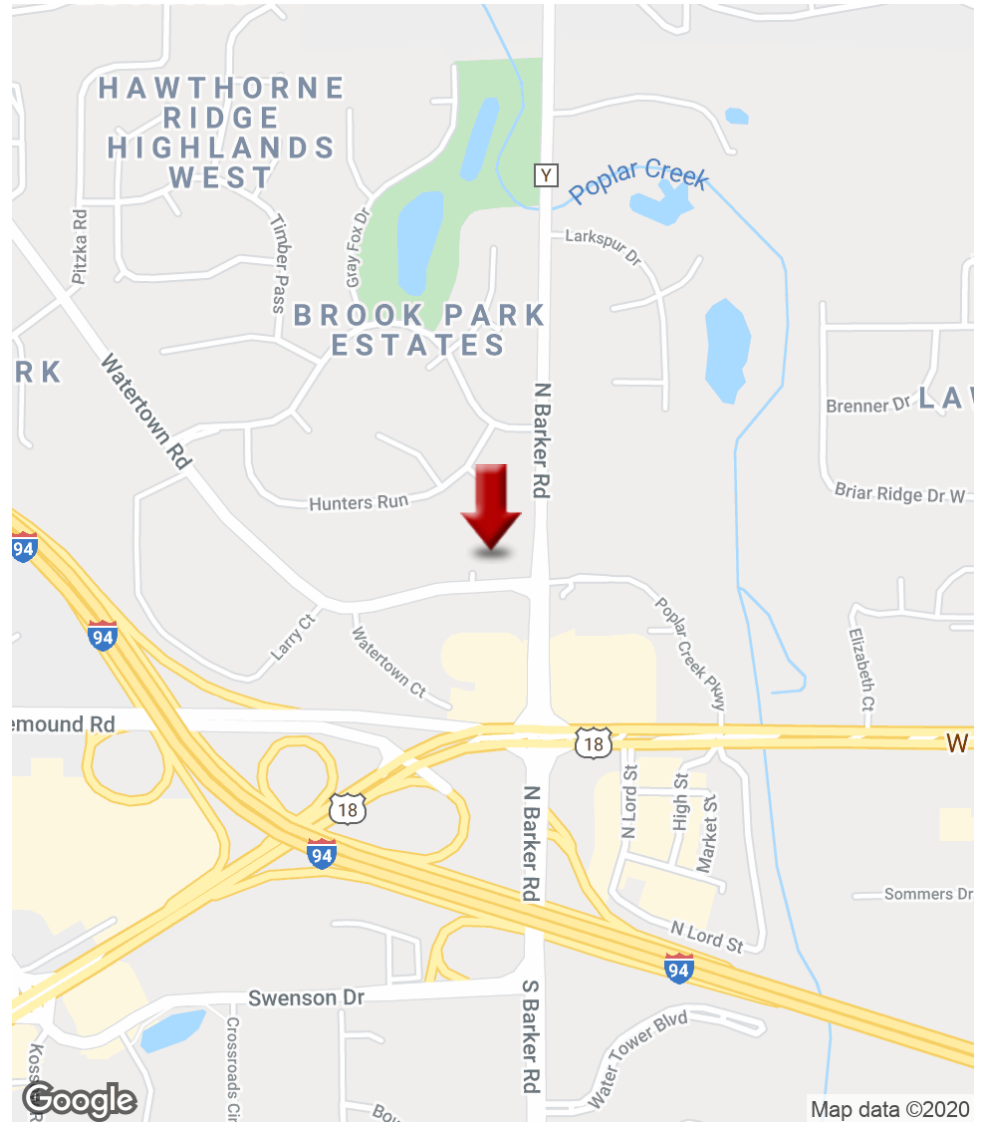 HAWTHORNE
RIDGE
HIGHLANDS
WEST
Y
Poplar Creek
Pitzka Rd
Timber Pass
Gray Fox Dr
Larkspur Dr
BROOK PARK
ESTATES
RK
Watertown Rd
N Barker Rd
Brenner Dr
LAW
Hunters Run
Briar Ridge Dr W
94
94
Larry Ct
Watertown Ct
Poplar Creek Pkwy
Elizabeth Ct
emound Rd
18
W
18
94
N Barker Rd
N Lord St
High St
Market St
Sommers Dr
N Lord St
94
Swenson Dr
S Barker Rd
Water Tower Blvd
Crossroads Cir
Google
Map data ©2020